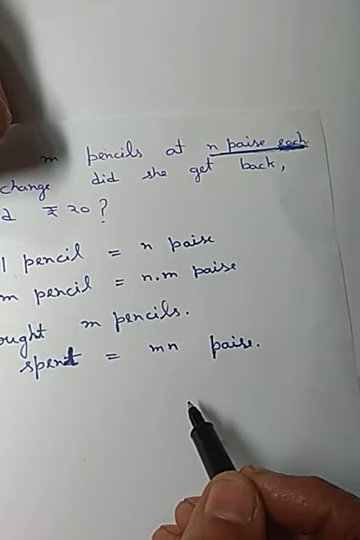 m pencils at n paise each.
change did she get back,
₹ 20 ?
1 pencil = n paise
m pencil = n.m paise
m pencils.
spent = mn paise.